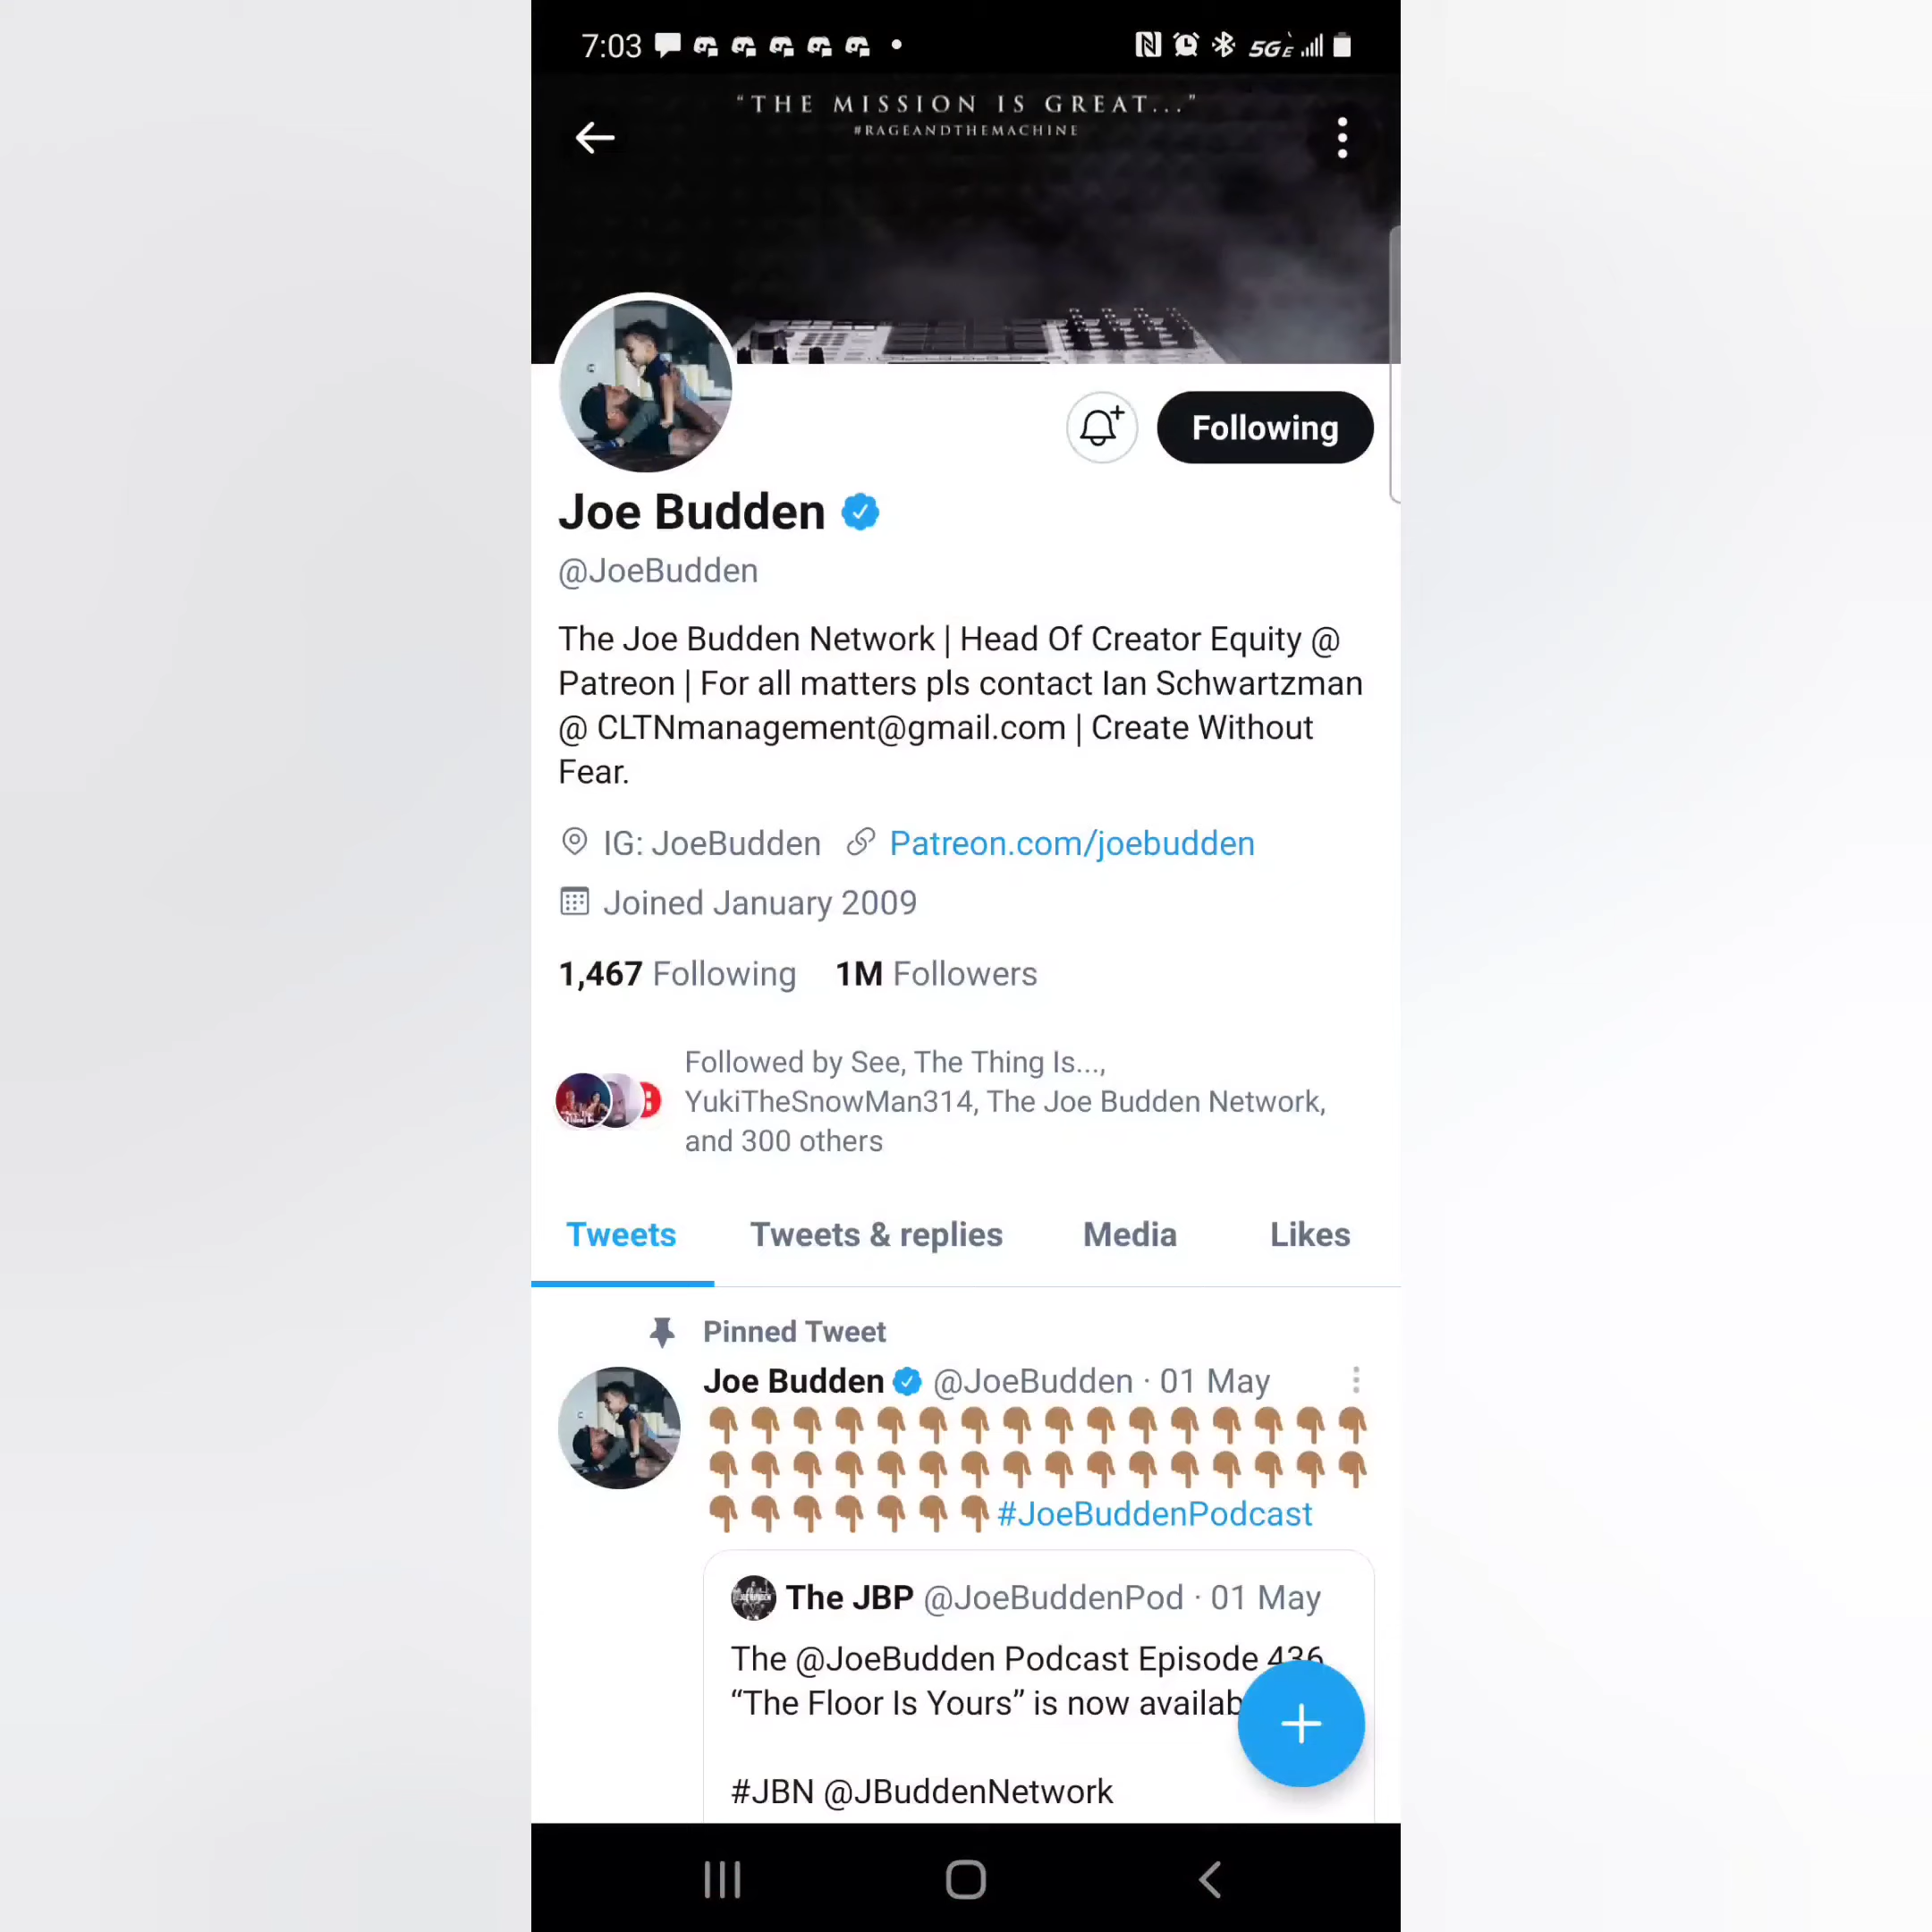 7:03 5GE
“THE MISSION IS GREAT...”
#RAGEANDTHEMACHINE
Following
Joe Budden
@JoeBudden
The Joe Budden Network | Head Of Creator Equity @
Patreon | For all matters pls contact Ian Schwartzman
@ CLTNmanagement@gmail.com | Create Without
Fear.
IG: JoeBudden Patreon.com/joebudden
Joined January 2009
1,467 Following 1M Followers
Followed by See, The Thing Is...,
YukiTheSnowMan314, The Joe Budden Network,
and 300 others
Tweets Tweets & replies Media Likes
Pinned Tweet
Joe Budden @JoeBudden · 01 May
👇🏾👇🏾👇🏾👇🏾👇🏾👇🏾👇🏾👇🏾👇🏾👇🏾👇🏾👇🏾👇🏾👇🏾👇🏾👇🏾
👇🏾👇🏾👇🏾👇🏾👇🏾👇🏾👇🏾👇🏾👇🏾👇🏾👇🏾👇🏾👇🏾👇🏾👇🏾👇🏾
👇🏾👇🏾👇🏾👇🏾👇🏾👇🏾👇🏾 #JoeBuddenPodcast
The JBP @JoeBuddenPod · 01 May
The @JoeBudden Podcast Episode 436
“The Floor Is Yours” is now availab
#JBN @JBuddenNetwork